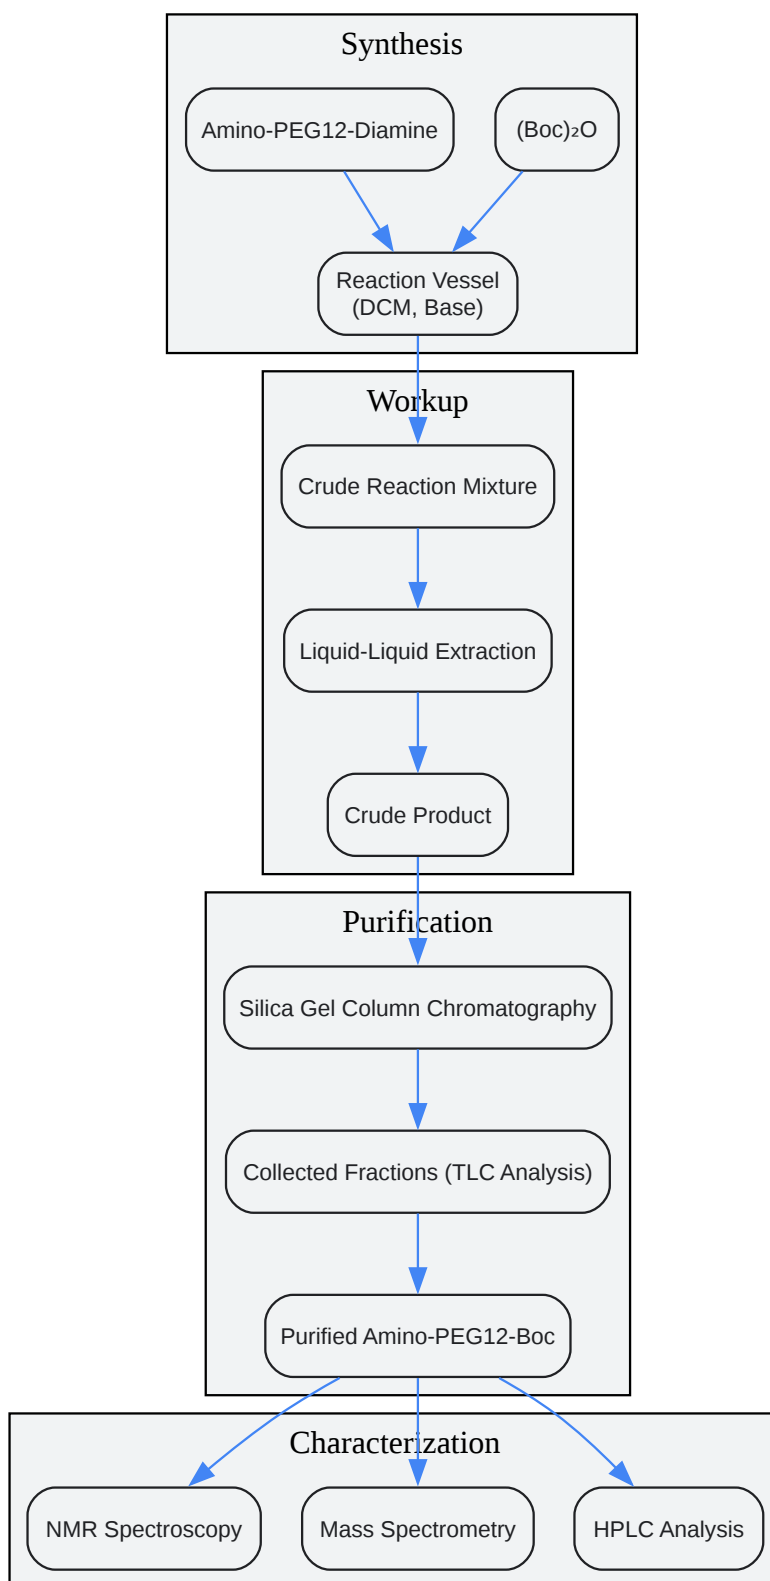 Synthesis
Amino-PEG12-Diamine
(Boc)₂O
Reaction Vessel
(DCM, Base)
Workup
Crude Reaction Mixture
Liquid-Liquid Extraction
Crude Product
Purification
Silica Gel Column Chromatography
Collected Fractions (TLC Analysis)
Purified Amino-PEG12-Boc
Characterization
NMR Spectroscopy
Mass Spectrometry
HPLC Analysis